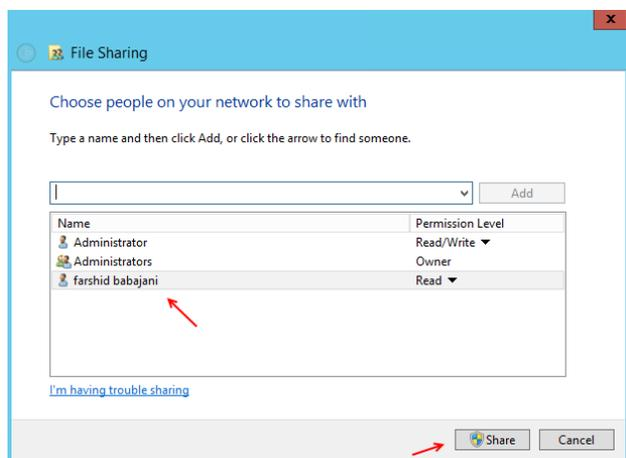 x
File Sharing
Choose people on your network to share with
Type a name and then click Add, or click the arrow to find someone.
Add
Name Permission Level
Administrator Read/Write
Administrators Owner
farshid babajani Read
I'm having trouble sharing
Share Cancel